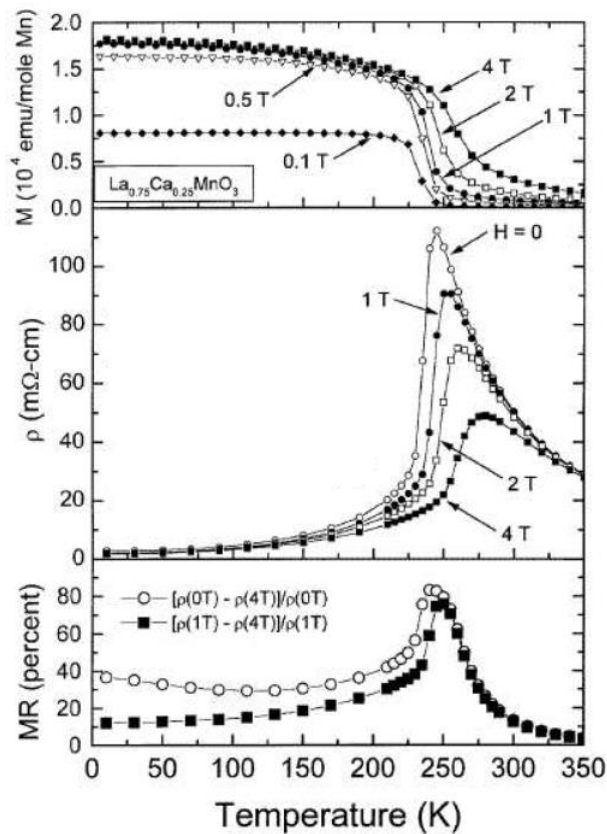 2.0
1.5
1.0
0.5
0.0
M (10⁴ emu/mole Mn)
4 T
2 T
1 T
0.5 T
0.1 T
La₀.₇₅Ca₀.₂₅MnO₃
100
80
60
40
20
0
ρ (mΩ-cm)
H = 0
1 T
2 T
4 T
80
60
40
20
0
MR (percent)
[ρ(0T) - ρ(4T)]/ρ(0T)
[ρ(1T) - ρ(4T)]/ρ(1T)
0 50 100 150 200 250 300 350
Temperature (K)